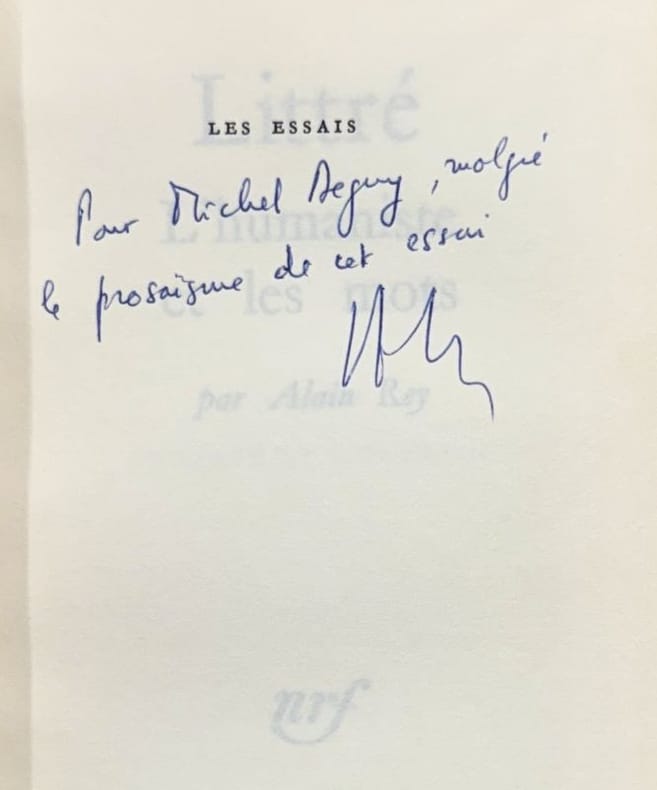 Littré
LES ESSAIS
Pour Michel Deguy, malgré
L'humaniste
le prosaïsme de cet essai
et les mots
par Alain Rey
nrf